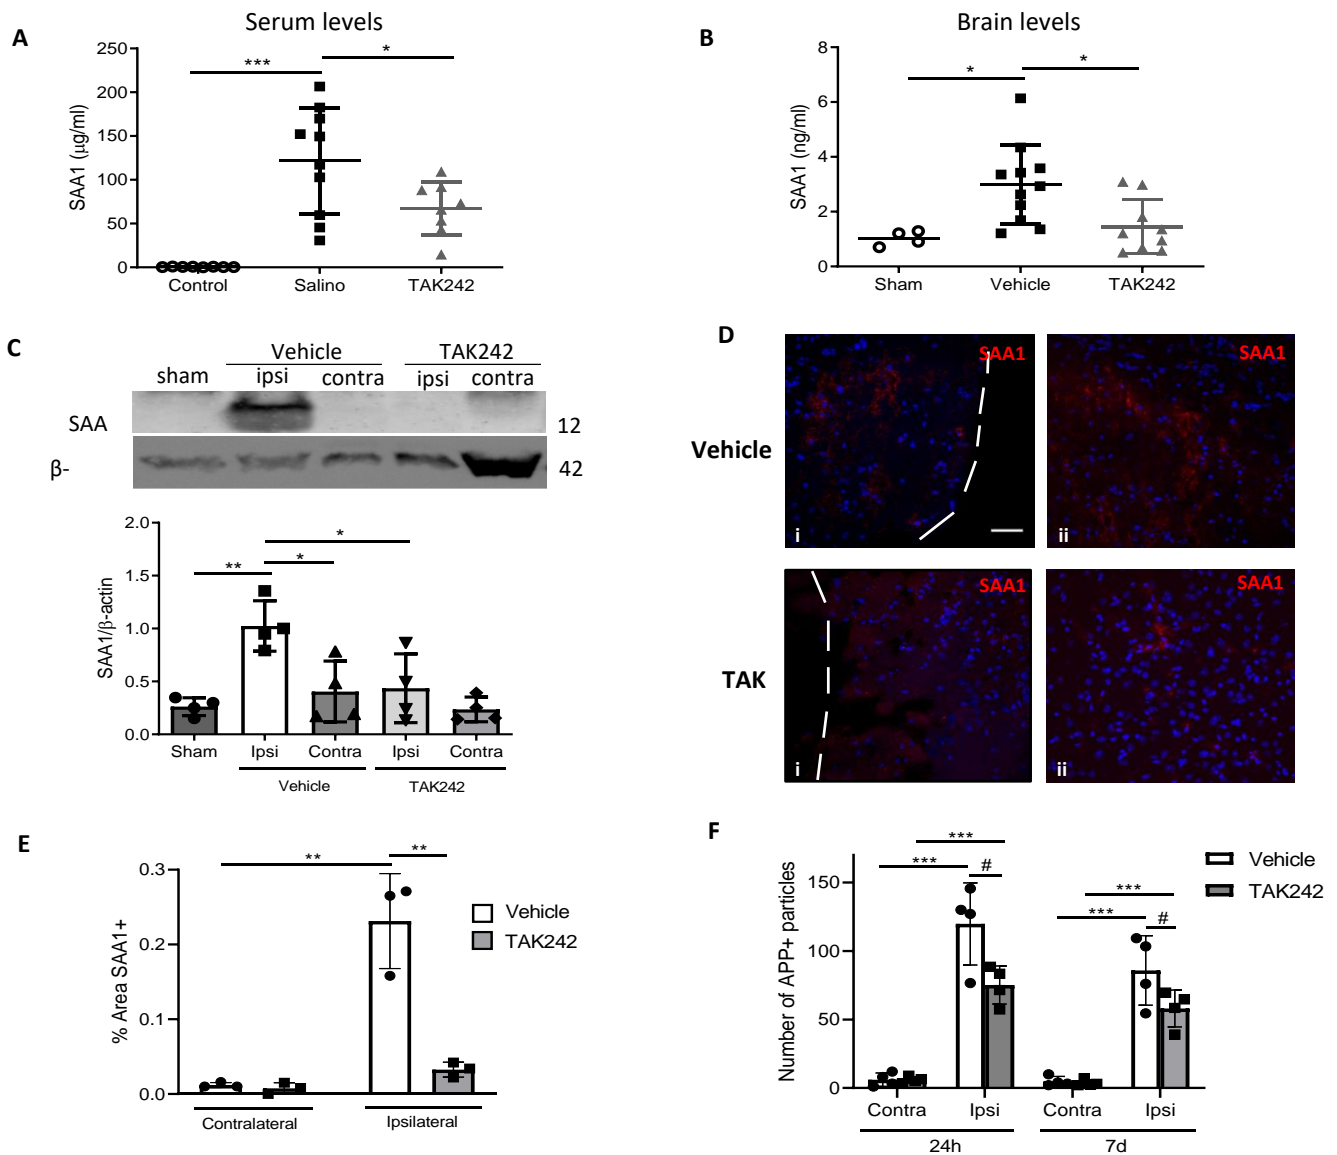 A
Serum levels
SAA1 (µg/ml)
250
200
150
100
50
0
***
*
Control
Salino
TAK242
B
Brain levels
SAA1 (ng/ml)
8
6
4
2
0
*
*
Sham
Vehicle
TAK242
C
Vehicle
TAK242
sham
ipsi
contra
ipsi
contra
SAA
12
β-
42
SAA1/β-actin
2.0
1.5
1.0
0.5
0.0
**
*
*
Sham
Ipsi
Contra
Ipsi
Contra
Vehicle
TAK242
D
Vehicle
SAA1
i
SAA1
ii
TAK
SAA1
i
SAA1
ii
E
% Area SAA1+
0.3
0.2
0.1
0.0
**
**
Contralateral
Ipsilateral
Vehicle
TAK242
F
Number of APP+ particles
150
100
50
0
***
***
#
***
***
#
Contra
Ipsi
Contra
Ipsi
24h
7d
Vehicle
TAK242